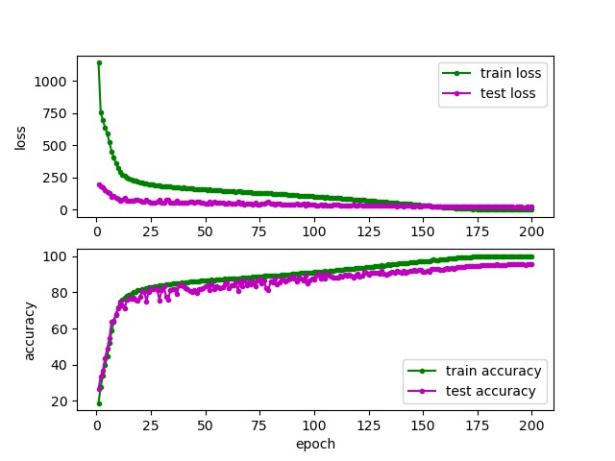 1000
750
500
250
0
loss
train loss
test loss
0 25 50 75 100 125 150 175 200
100
80
60
40
20
accuracy
train accuracy
test accuracy
0 25 50 75 100 125 150 175 200
epoch